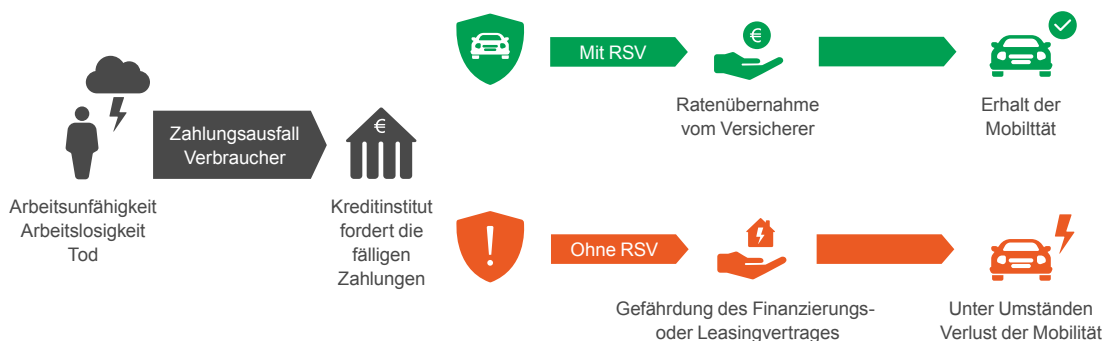 Arbeitsunfähigkeit
Arbeitslosigkeit
Tod
Zahlungsausfall
Verbraucher
€
Kreditinstitut
fordert die
fälligen
Zahlungen
Mit RSV
€
Ratenübernahme
vom Versicherer
Erhalt der
Mobilttät
!
Ohne RSV
Gefährdung des Finanzierungs-
oder Leasingvertrages
Unter Umständen
Verlust der Mobilität